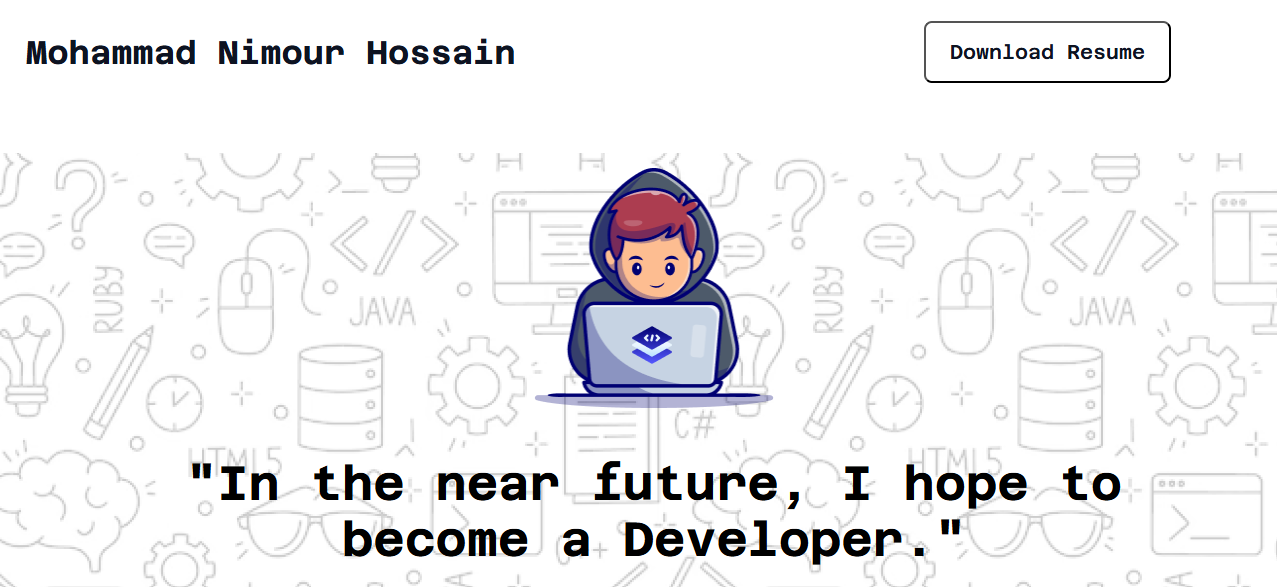 Mohammad Nimour Hossain
Download Resume
RUBY
JAVA
RUBY
JAVA
C#
HTML5
HTML5
"In the near future, I hope to
become a Developer."